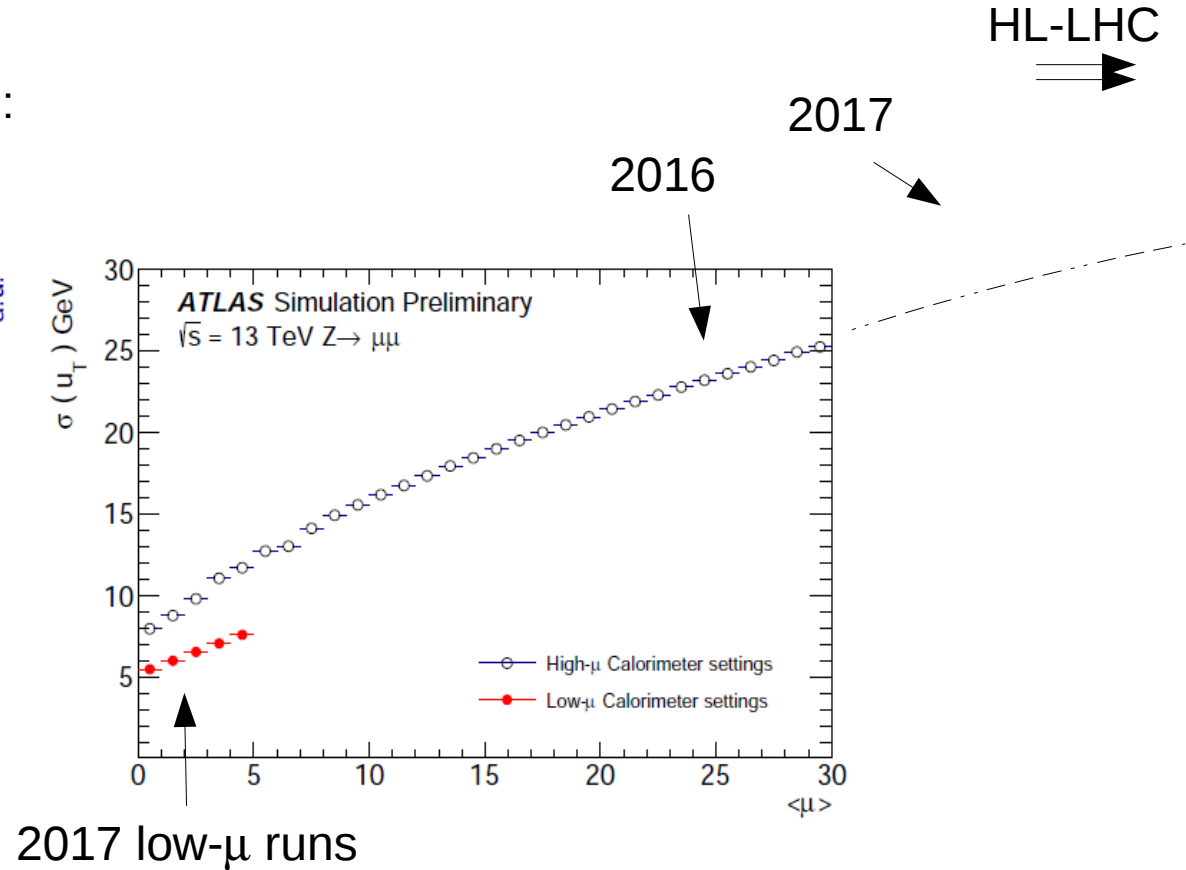 HL-LHC
:
2017
2016
σ ( u_T ) GeV
30
25
20
15
10
5
ATLAS Simulation Preliminary
√s = 13 TeV Z→ μμ
High-μ Calorimeter settings
Low-μ Calorimeter settings
0 5 10 15 20 25 30
<μ>
2017 low-μ runs